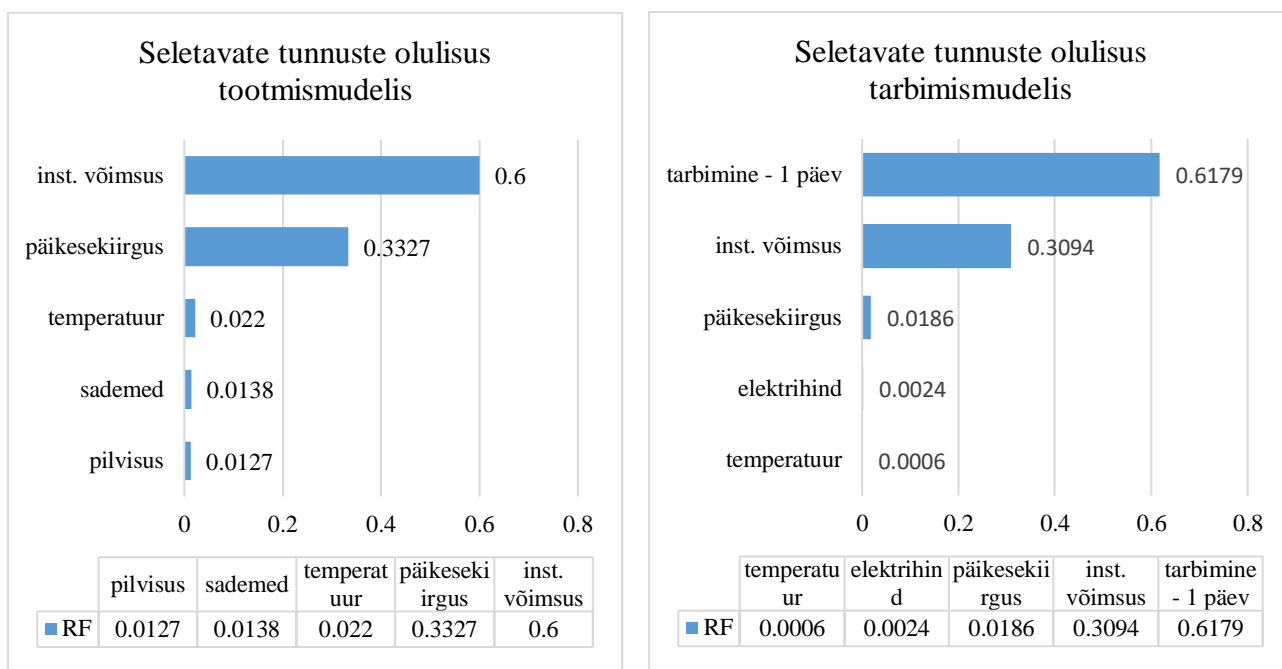 Seletavate tunnuste olulisus
tootmismudelis
inst. võimsus
0.6
päikesekiirgus
0.3327
temperatuur
0.022
sademed
0.0138
pilvisus
0.0127
0 0.2 0.4 0.6 0.8
pilvisus sademed temperat päikeseki inst.
uur irgus võimsus
RF 0.0127 0.0138 0.022 0.3327 0.6
Seletavate tunnuste olulisus
tarbimismudelis
tarbimine - 1 päev
0.6179
inst. võimsus
0.3094
päikesekiirgus
0.0186
elektrihind
0.0024
temperatuur
0.0006
0 0.2 0.4 0.6 0.8
temperatu elektrihin päikesekii inst. tarbimine
ur d rgus võimsus - 1 päev
RF 0.0006 0.0024 0.0186 0.3094 0.6179